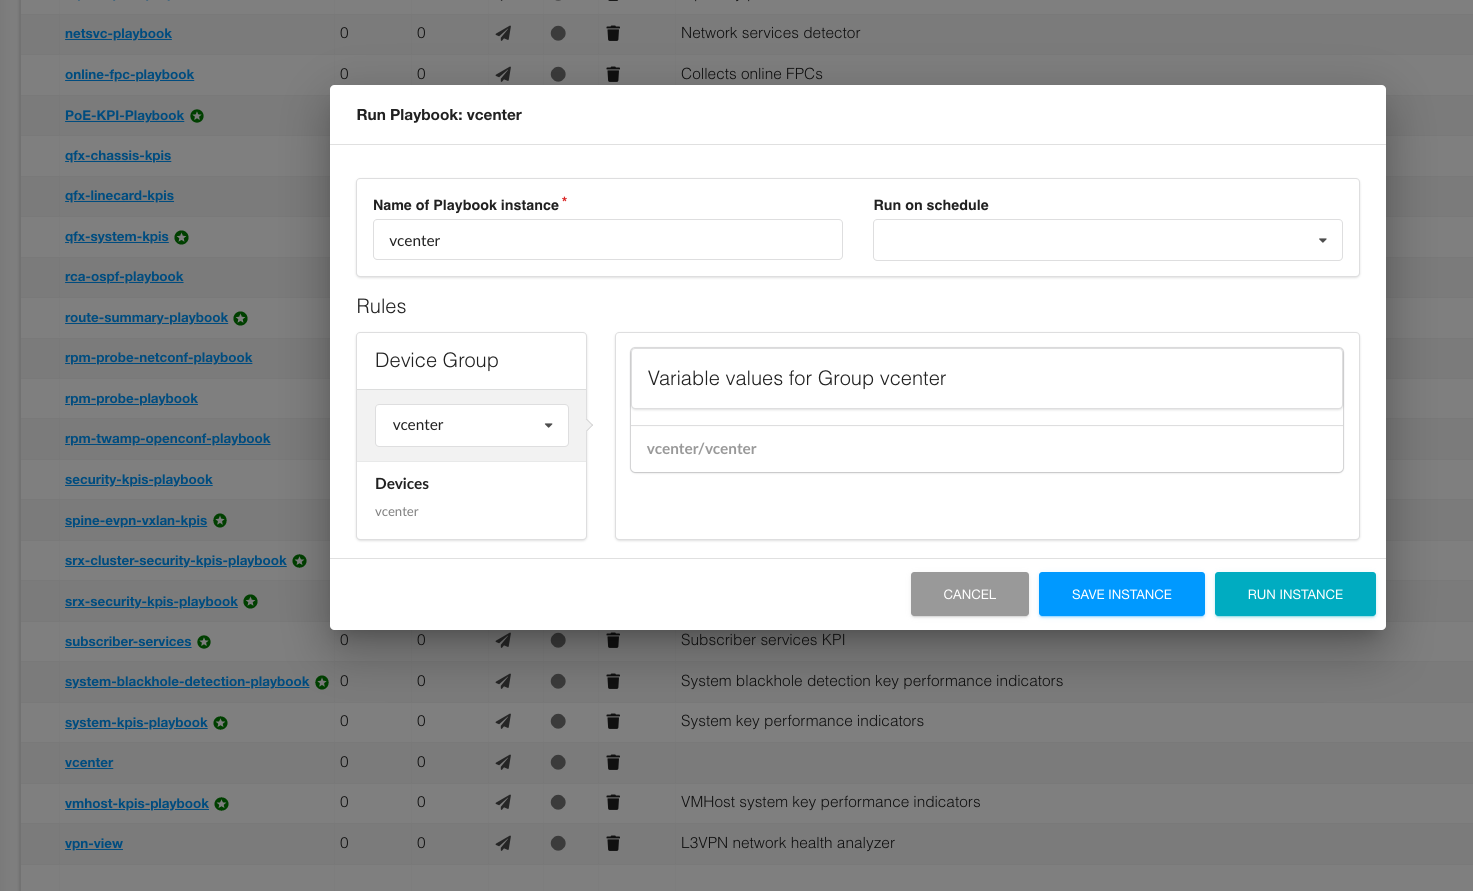 netsvc-playbook 0 0 Network services detector
online-fpc-playbook 0 0 Collects online FPCs
PoE-KPI-Playbook
qfx-chassis-kpis
qfx-linecard-kpis
qfx-system-kpis
rca-ospf-playbook
route-summary-playbook
rpm-probe-netconf-playbook
rpm-probe-playbook
rpm-twamp-openconf-playbook
security-kpis-playbook
spine-evpn-vxlan-kpis
srx-cluster-security-kpis-playbook
srx-security-kpis-playbook
subscriber-services 0 0 Subscriber services KPI
system-blackhole-detection-playbook 0 0 System blackhole detection key performance indicators
system-kpis-playbook 0 0 System key performance indicators
vcenter 0 0
vmhost-kpis-playbook 0 0 VMHost system key performance indicators
vpn-view 0 0 L3VPN network health analyzer
Run Playbook: vcenter
Name of Playbook instance *
vcenter
Run on schedule
Rules
Device Group
vcenter
Devices
vcenter
Variable values for Group vcenter
vcenter/vcenter
CANCEL
SAVE INSTANCE
RUN INSTANCE